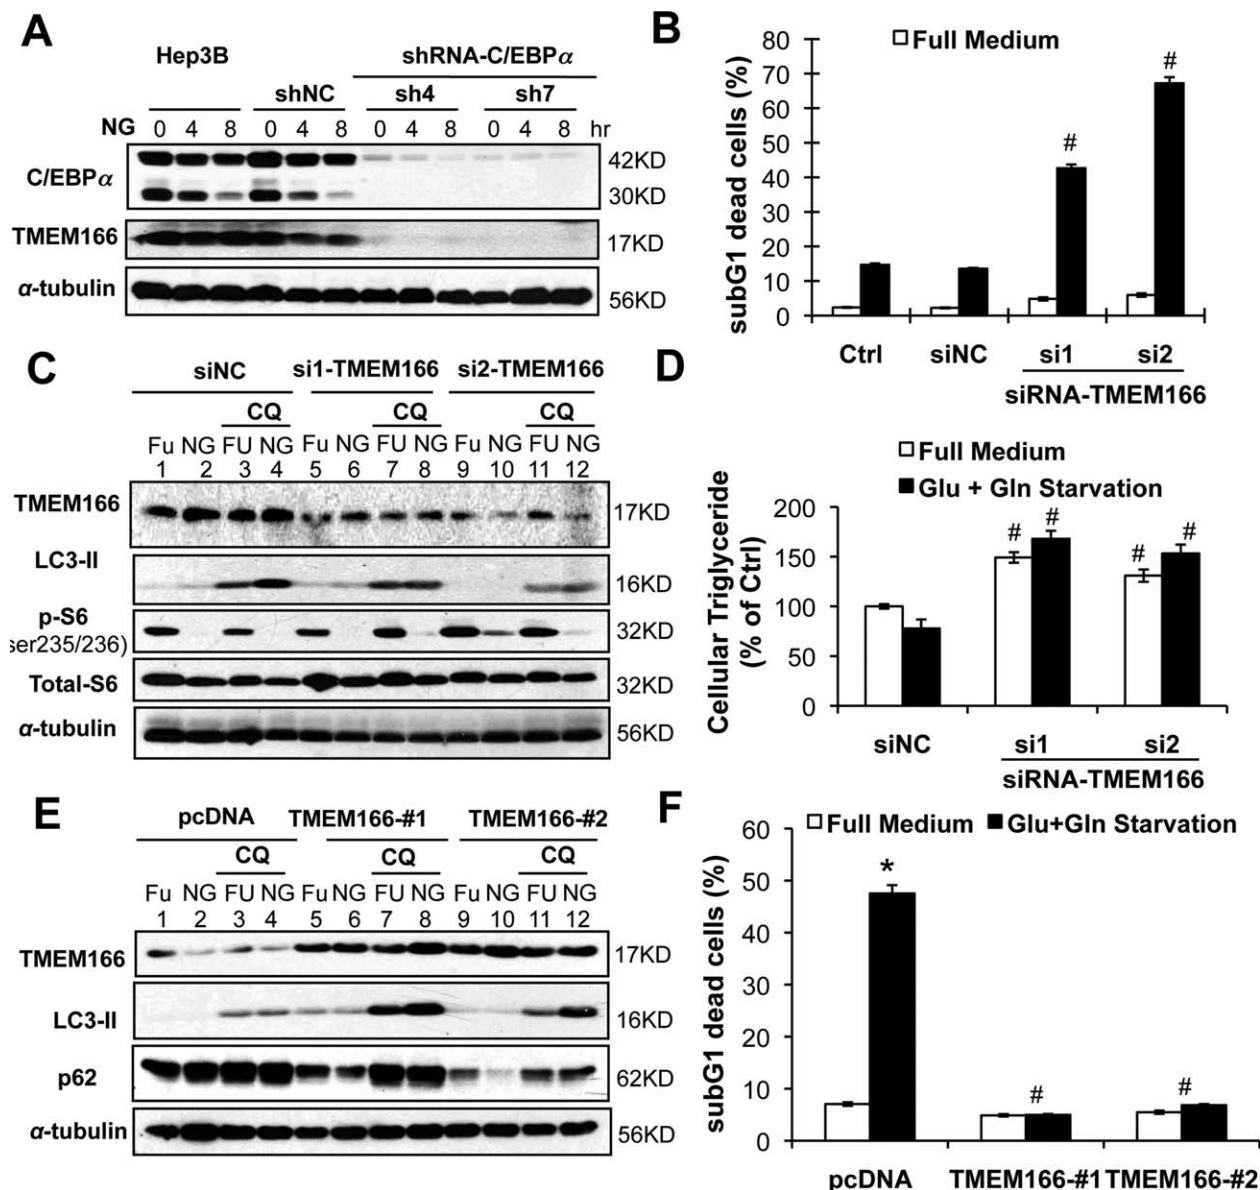 A
Hep3B
shRNA-C/EBPα
shNC
sh4
sh7
NG 0 4 8 0 4 8 0 4 8 0 4 8 hr
C/EBPα
42KD
30KD
TMEM166
17KD
α-tubulin
56KD
B
Full Medium
subG1 dead cells (%)
80
70
60
50
40
30
20
10
0
#
#
Ctrl siNC si1 si2
siRNA-TMEM166
C
siNC si1-TMEM166 si2-TMEM166
CQ CQ CQ
Fu NG FU NG Fu NG FU NG Fu NG FU NG
1 2 3 4 5 6 7 8 9 10 11 12
TMEM166
17KD
LC3-II
16KD
p-S6
ser235/236)
32KD
Total-S6
32KD
α-tubulin
56KD
D
Full Medium
Glu + Gln Starvation
Cellular Triglyceride
(% of Ctrl)
200
150
100
50
0
# # # #
siNC si1 si2
siRNA-TMEM166
E
pcDNA TMEM166-#1 TMEM166-#2
CQ CQ CQ
Fu NG FU NG Fu NG FU NG Fu NG FU NG
1 2 3 4 5 6 7 8 9 10 11 12
TMEM166
17KD
LC3-II
16KD
p62
62KD
α-tubulin
56KD
F
Full Medium Glu+Gln Starvation
subG1 dead cells (%)
60
50
40
30
20
10
0
*
# #
pcDNA TMEM166-#1 TMEM166-#2